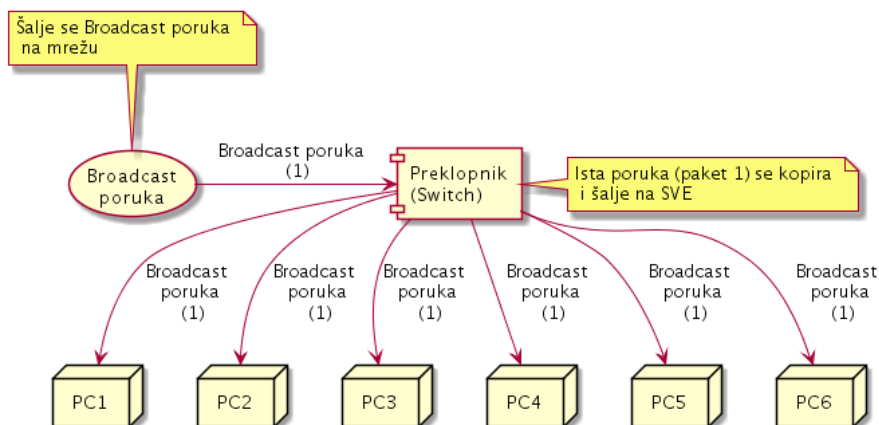 Šalje se Broadcast poruka
na mrežu
Broadcast poruka
(1)
Broadcast
poruka
Preklopnik
(Switch)
Ista poruka (paket 1) se kopira
i šalje na SVE
Broadcast
poruka
(1)
Broadcast
poruka
(1)
Broadcast
poruka
(1)
Broadcast
poruka
(1)
Broadcast
poruka
(1)
Broadcast
poruka
(1)
PC1
PC2
PC3
PC4
PC5
PC6